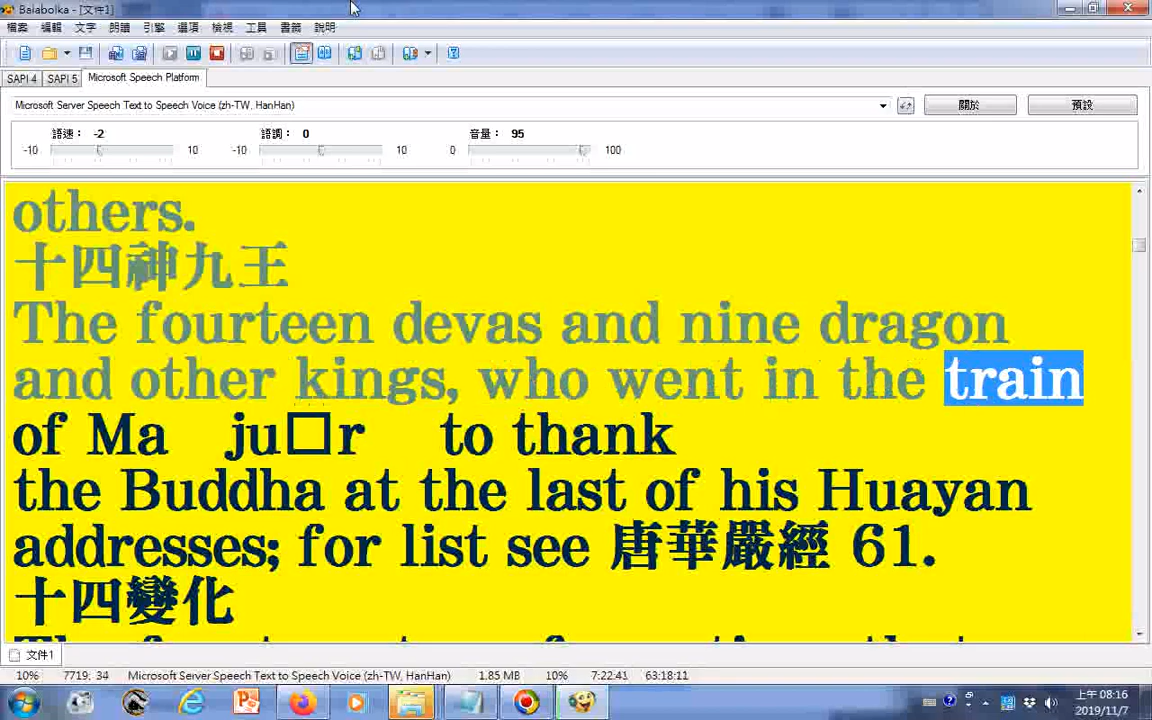 Balabolka - [文件1]
檔案 編輯 文字 朗讀 引擎 選項 檢視 工具 書籤 說明
SAPI 4 SAPI 5 Microsoft Speech Platform
Microsoft Server Speech Text to Speech Voice (zh-TW, HanHan) 關於 預設
語速： -2 語調： 0 音量： 95
-10 10 -10 10 0 100
others.
十四神九王
The fourteen devas and nine dragon
and other kings, who went in the train
of Ma ju□r to thank
the Buddha at the last of his Huayan
addresses; for list see 唐華嚴經 61.
十四變化
文件1
10% 7719, 34 Microsoft Server Speech Text to Speech Voice (zh-TW, HanHan) 1.85 MB 10% 7:22:41 63:18:11
上午 08:16
2019/11/7